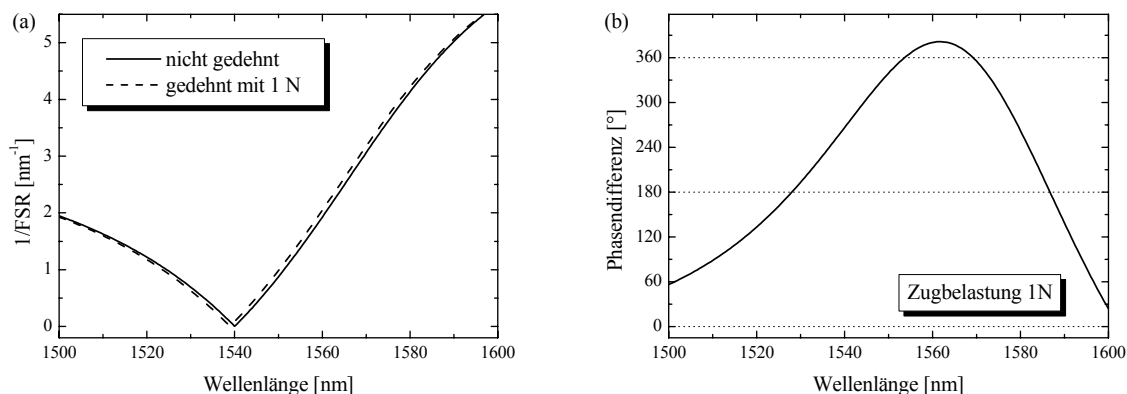 (a)
5
4
3
2
1
0
1/FSR [nm⁻¹]
nicht gedehnt
gedehnt mit 1 N
1500 1520 1540 1560 1580 1600
Wellenlänge [nm]
(b)
360
300
240
180
120
60
0
Phasendifferenz [°]
Zugbelastung 1N
1500 1520 1540 1560 1580 1600
Wellenlänge [nm]